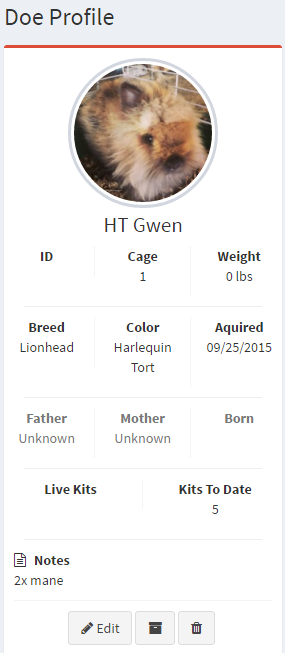 Doe Profile
HT Gwen
ID Cage Weight
1 0 lbs
Breed Color Aquired
Lionhead Harlequin 09/25/2015
Tort
Father Mother Born
Unknown Unknown
Live Kits Kits To Date
5
Notes
2x mane
Edit